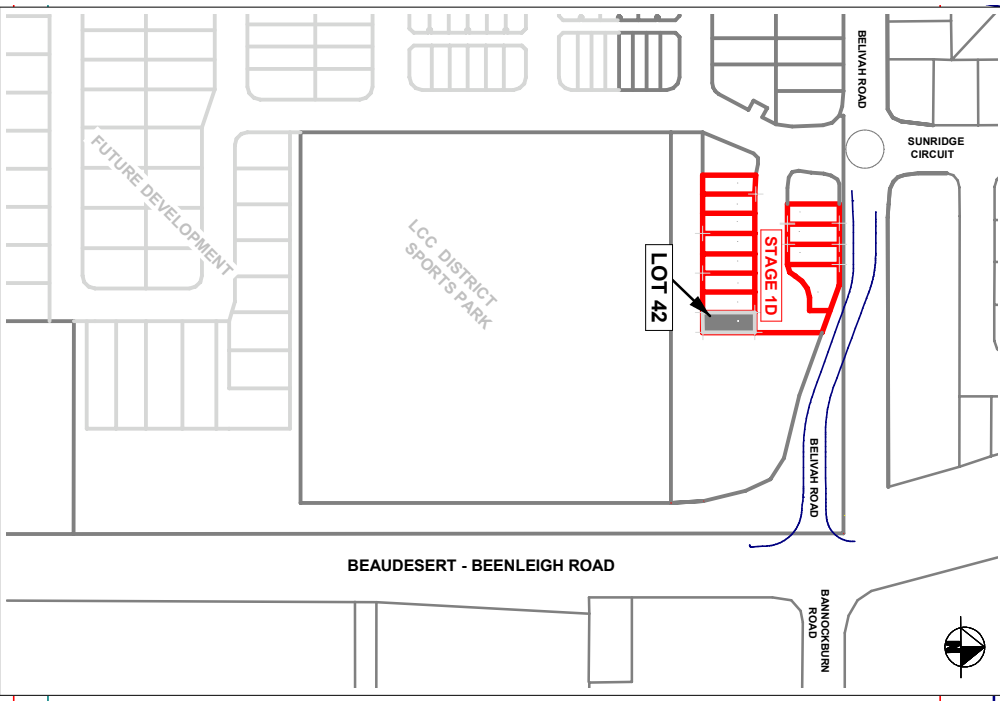 BELIVAH ROAD
SUNRIDGE
CIRCUIT
FUTURE DEVELOPMENT
LCC DISTRICT
SPORTS PARK
LOT 42
STAGE 1D
BELIVAH ROAD
BEAUDESERT - BEENLEIGH ROAD
BANNOCKBURN
ROAD
N